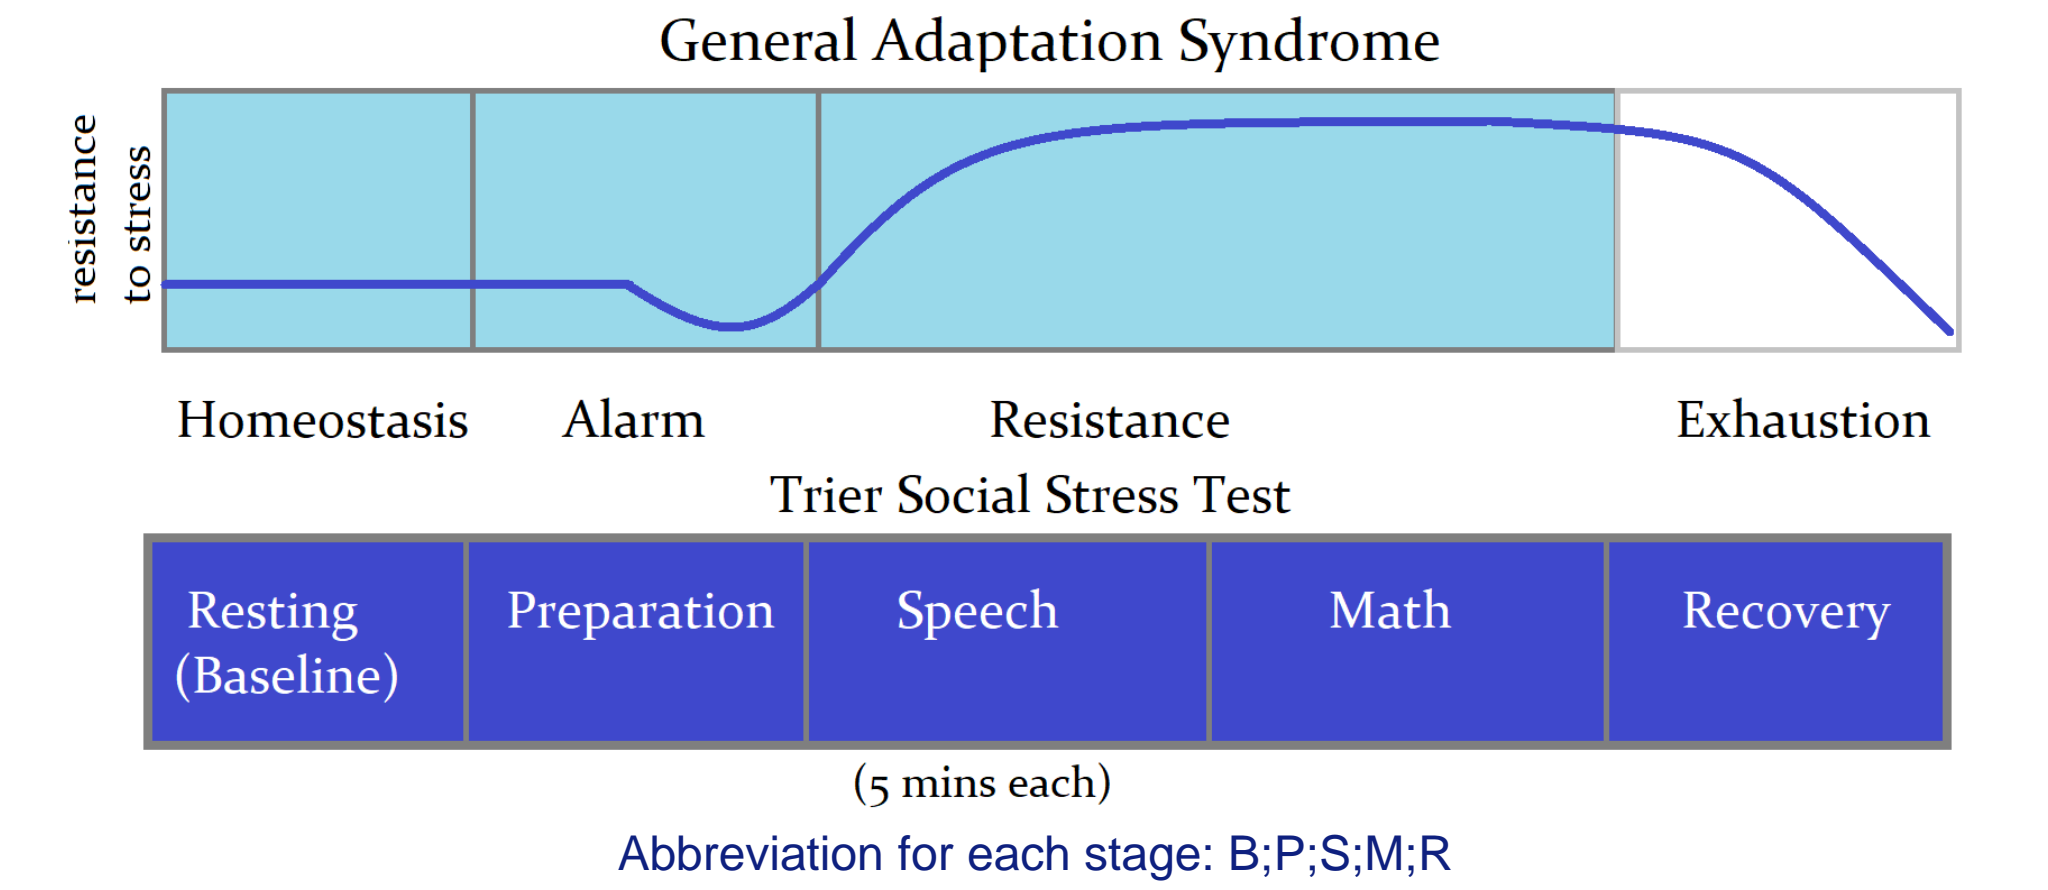 General Adaptation Syndrome
resistance
to stress
Homeostasis
Alarm
Resistance
Exhaustion
Trier Social Stress Test
Resting
(Baseline)
Preparation
Speech
Math
Recovery
(5 mins each)
Abbreviation for each stage: B;P;S;M;R